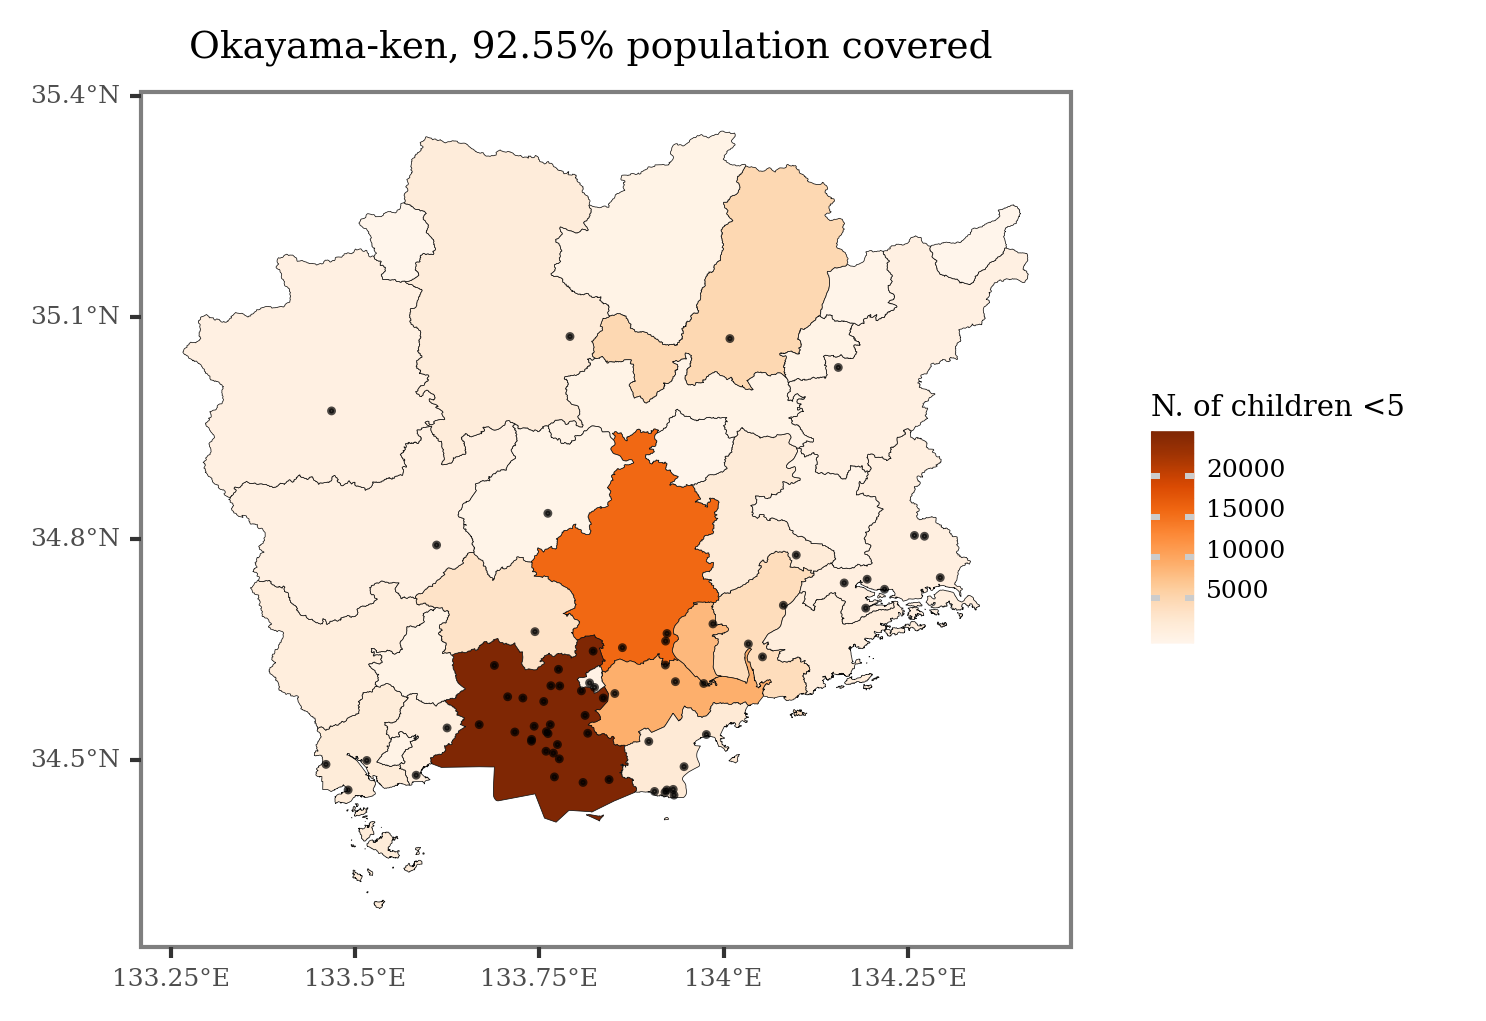 Okayama-ken, 92.55% population covered
35.4°N
35.1°N
34.8°N
34.5°N
133.25°E
133.5°E
133.75°E
134°E
134.25°E
N. of children <5
20000
15000
10000
5000